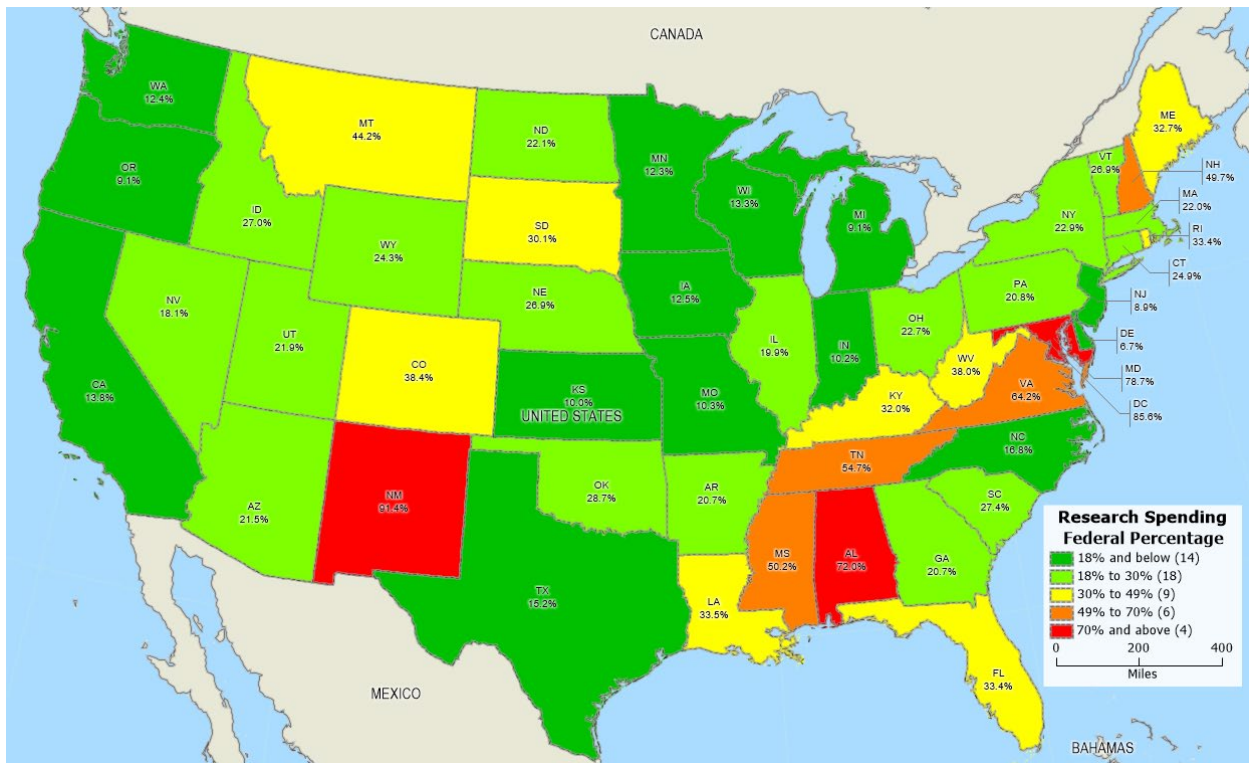 CANADA
WA
12.4%
MT
44.2%
ND
22.1%
MN
12.3%
ME
32.7%
VT
26.9%
NH
49.7%
OR
9.1%
ID
27.0%
WI
13.3%
MI
9.1%
MA
22.0%
SD
30.1%
NY
22.9%
RI
33.4%
WY
24.3%
CT
24.9%
IA
12.5%
NE
26.9%
PA
20.8%
NJ
8.9%
NV
18.1%
UT
21.9%
OH
22.7%
IL
19.9%
IN
10.2%
DE
6.7%
CO
38.4%
WV
38.0%
MD
78.7%
CA
13.8%
KS
10.0%
UNITED STATES
MO
10.3%
KY
32.0%
VA
64.2%
DC
85.6%
NC
16.8%
TN
54.7%
AZ
21.5%
NM
91.4%
OK
28.7%
AR
20.7%
SC
27.4%
MS
50.2%
AL
72.0%
GA
20.7%
TX
15.2%
LA
33.5%
FL
33.4%
MEXICO
BAHAMAS
Research Spending
Federal Percentage
18% and below (14)
18% to 30% (18)
30% to 49% (9)
49% to 70% (6)
70% and above (4)
0 200 400
Miles